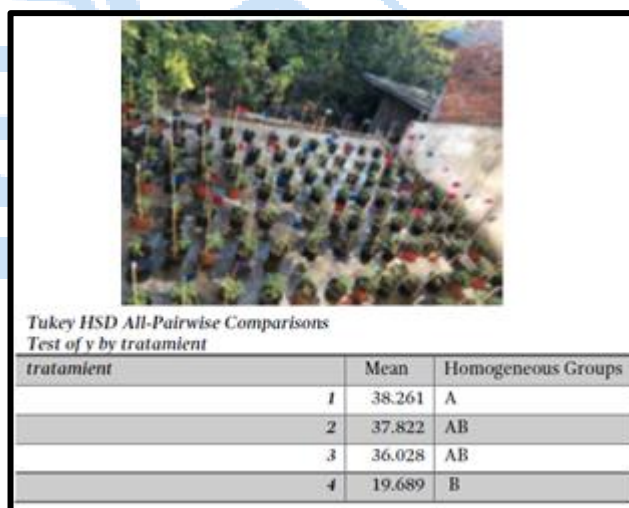 Tukey HSD All-Pairwise Comparisons
Test of y by tratamient
tratamient Mean Homogeneous Groups
1 38.261 A
2 37.822 AB
3 36.028 AB
4 19.689 B